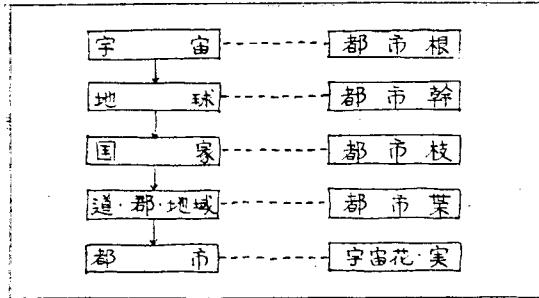 宇宙 都市根
地球 都市幹
国家 都市枝
道・郡・地域 都市葉
都市 宇宙花・実